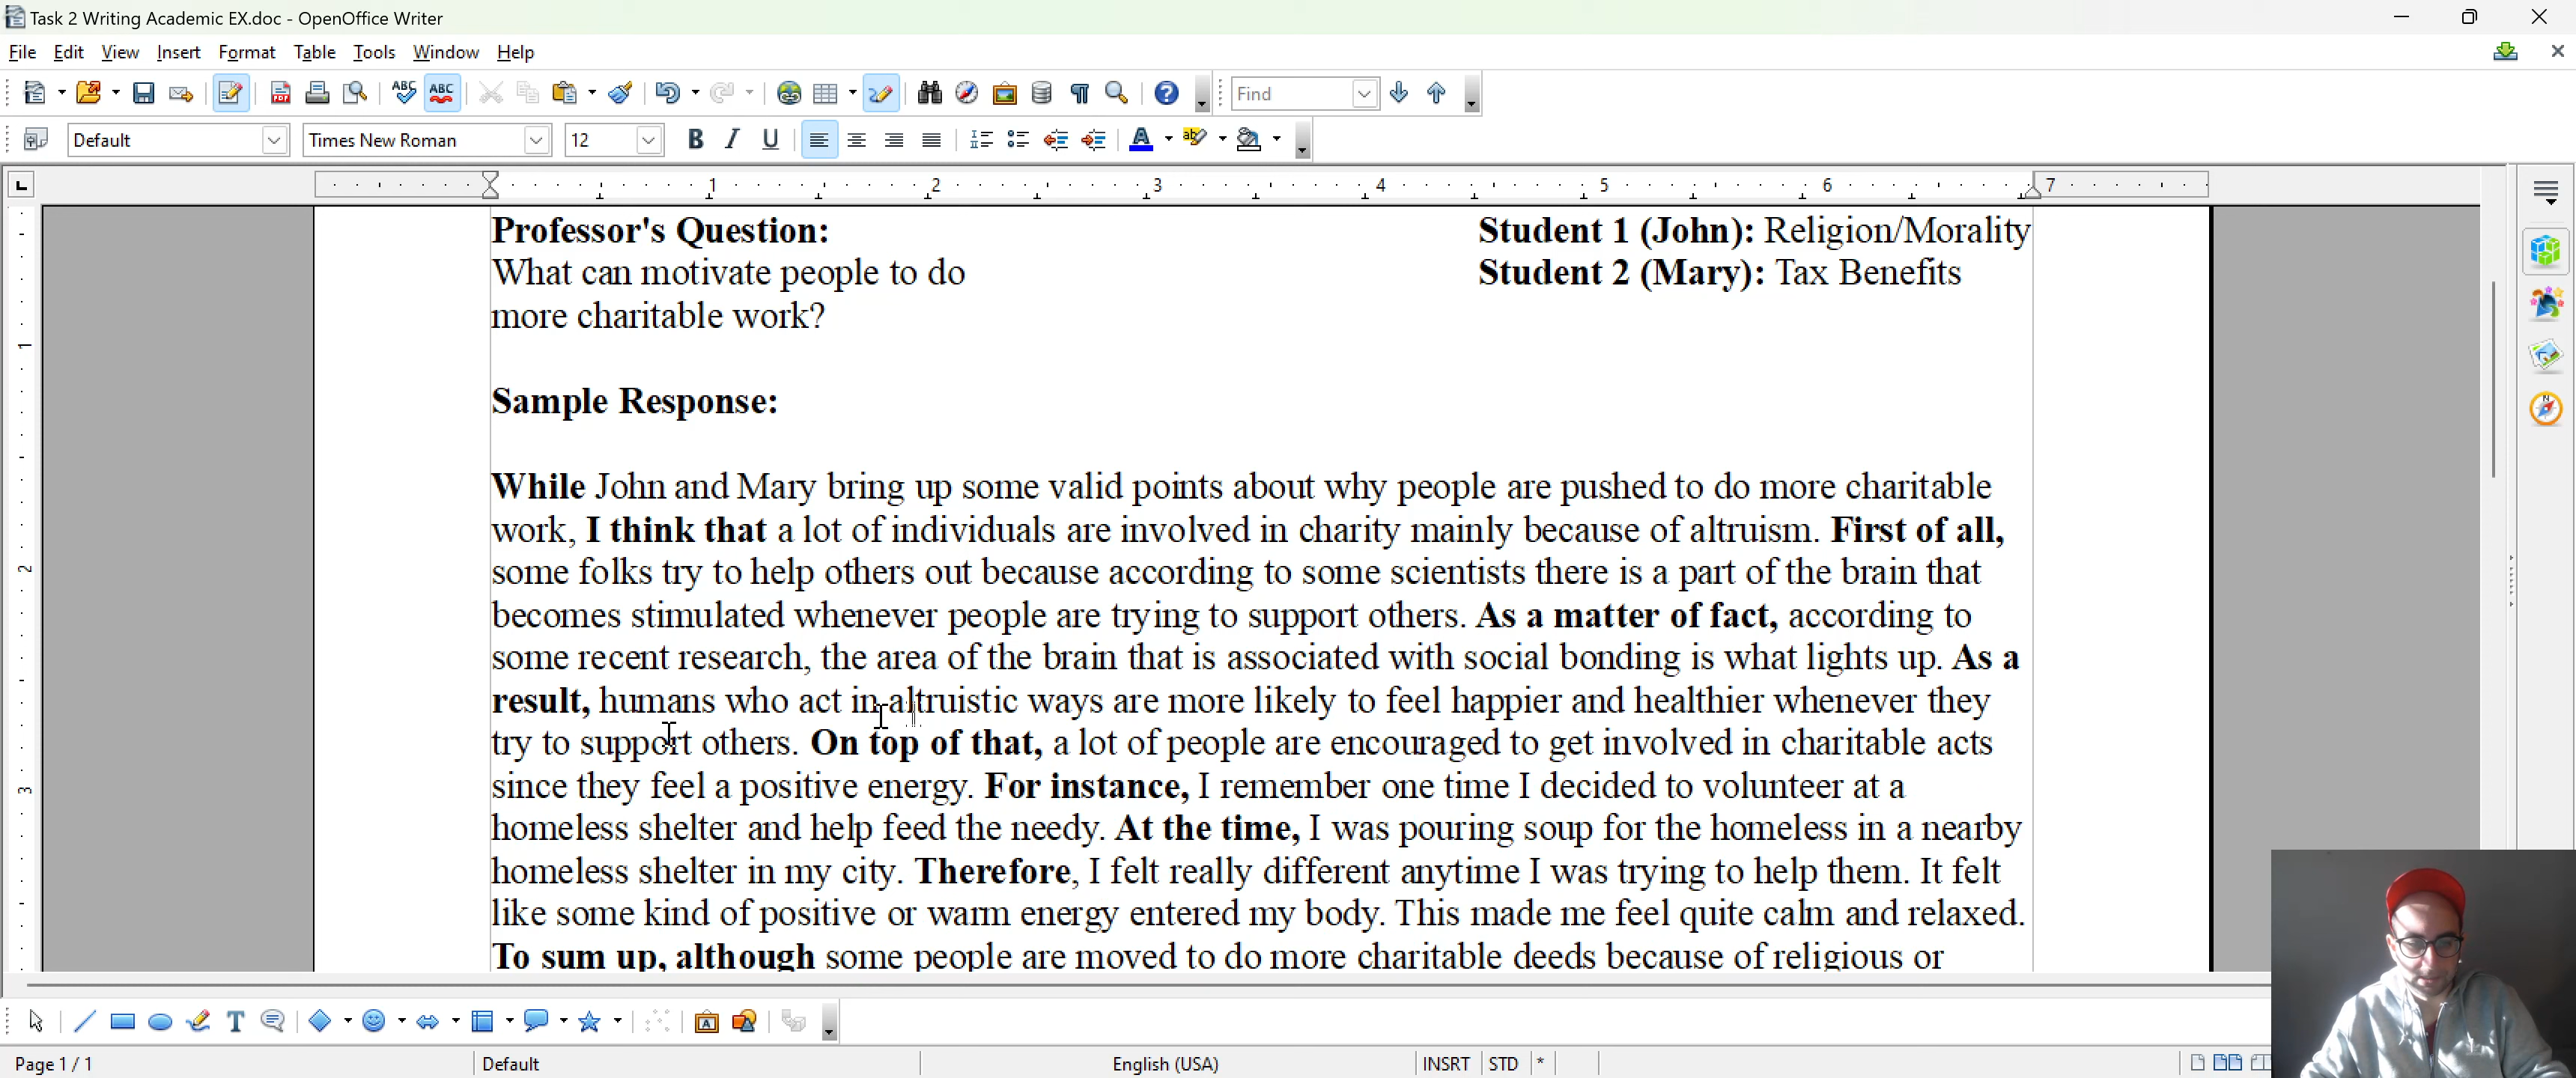 Task 2 Writing Academic EX.doc - OpenOffice Writer
File Edit View Insert Format Table Tools Window Help
Find
Default Times New Roman 12
1 2 3 4 5 6 7
Professor's Question: Student 1 (John): Religion/Morality
What can motivate people to do Student 2 (Mary): Tax Benefits
more charitable work?
Sample Response:
While John and Mary bring up some valid points about why people are pushed to do more charitable
work, I think that a lot of individuals are involved in charity mainly because of altruism. First of all,
some folks try to help others out because according to some scientists there is a part of the brain that
becomes stimulated whenever people are trying to support others. As a matter of fact, according to
some recent research, the area of the brain that is associated with social bonding is what lights up. As a
result, humans who act in altruistic ways are more likely to feel happier and healthier whenever they
try to support others. On top of that, a lot of people are encouraged to get involved in charitable acts
since they feel a positive energy. For instance, I remember one time I decided to volunteer at a
homeless shelter and help feed the needy. At the time, I was pouring soup for the homeless in a nearby
homeless shelter in my city. Therefore, I felt really different anytime I was trying to help them. It felt
like some kind of positive or warm energy entered my body. This made me feel quite calm and relaxed.
To sum up, although some people are moved to do more charitable deeds because of religious or
1
2
3
Page 1 / 1 Default English (USA) INSRT STD *